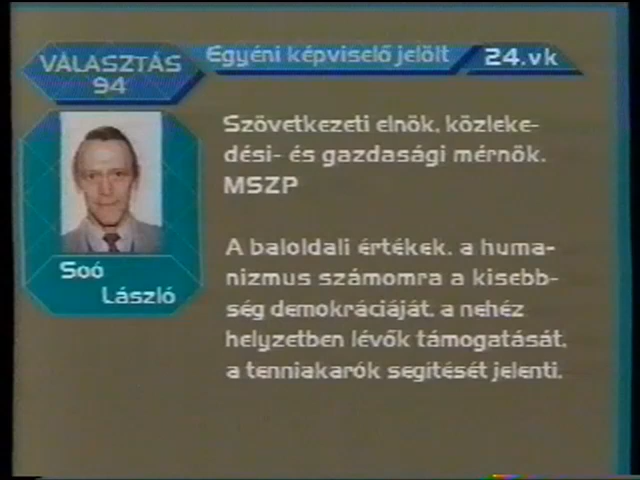 VÁLASZTÁS
94
Egyéni képviselő jelölt
24.vk
Szövetkezeti elnök, közleke-
dési- és gazdasági mérnök.
MSZP
Soó
László
A baloldali értékek, a huma-
nizmus számomra a kisebb-
ség demokráciáját, a nehéz
helyzetben lévők támogatását,
a tenniakarók segítését jelenti.